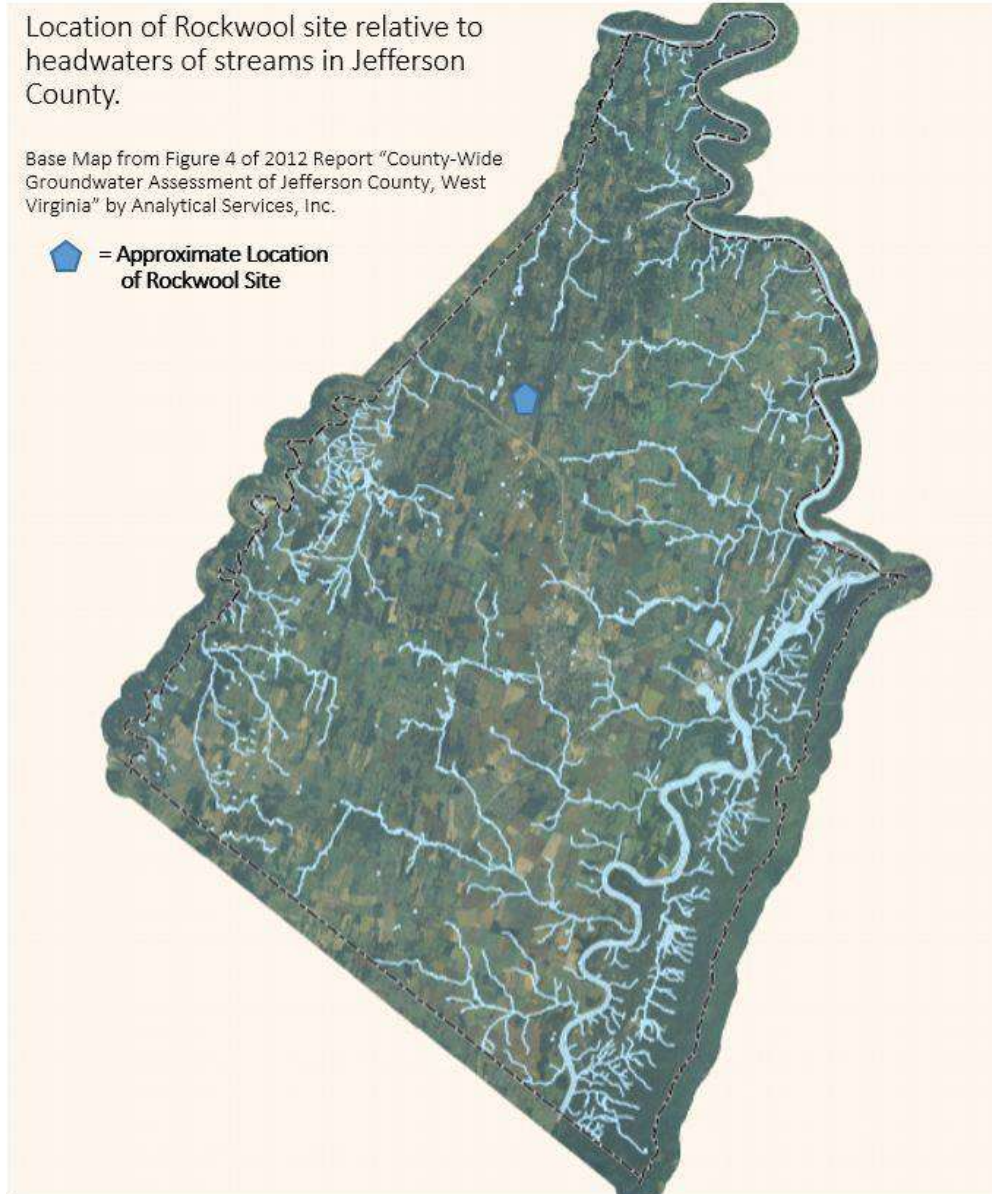 Location of Rockwool site relative to
headwaters of streams in Jefferson
County.
Base Map from Figure 4 of 2012 Report “County-Wide
Groundwater Assessment of Jefferson County, West
Virginia” by Analytical Services, Inc.
= Approximate Location
of Rockwool Site